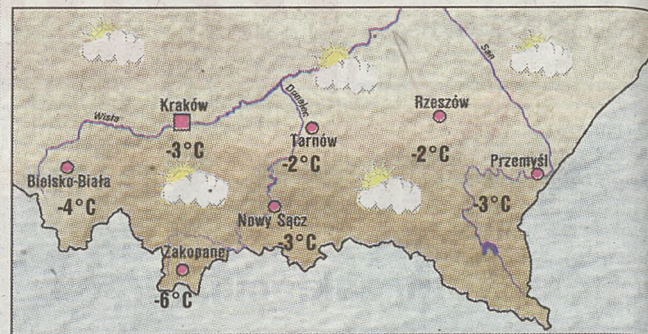 San
Dunajec
Wisła
Kraków
-3°C
Rzeszów
-2°C
Tarnów
-2°C
Przemyśl
-3°C
Bielsko-Biała
-4°C
Nowy Sącz
-3°C
Zakopane
-6°C